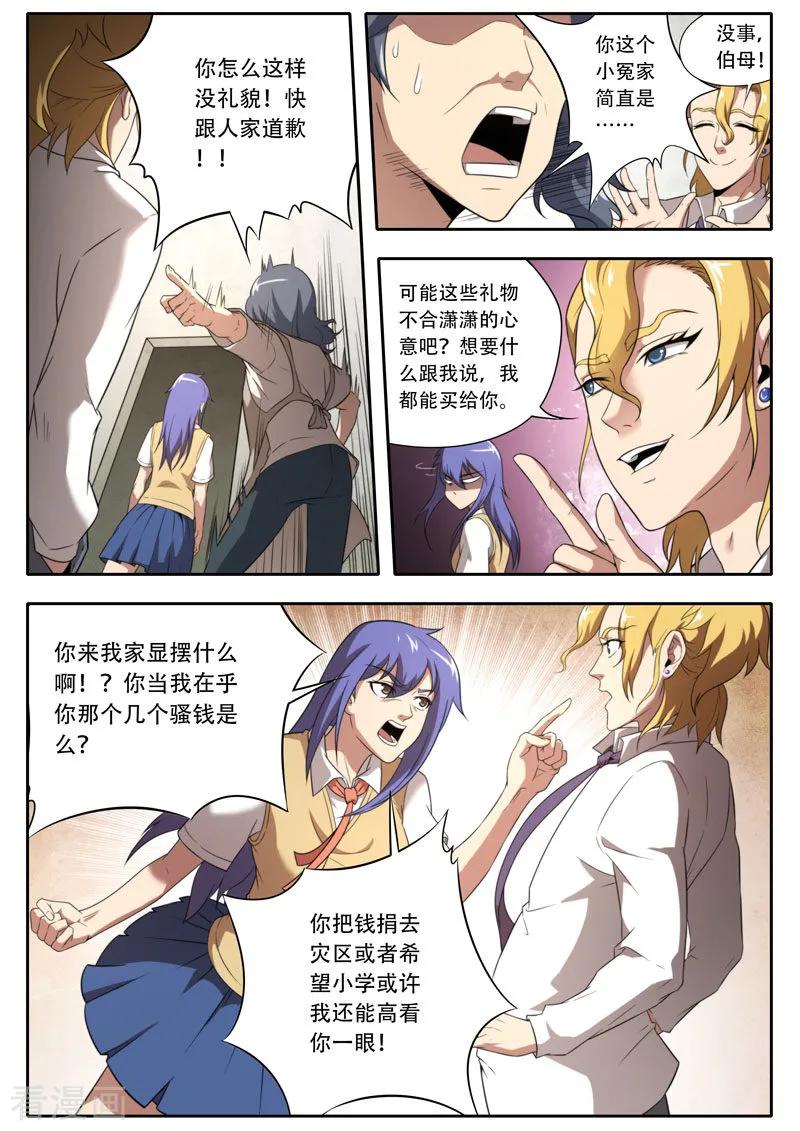 你怎么这样
没礼貌！快
跟人家道歉
！！
你这个
小冤家
简直是
……
没事，
伯母！
可能这些礼物
不合潇潇的心
意吧？想要什
么跟我说，我
都能买给你。
你来我家显摆什么
啊！？你当我在乎
你那个几个骚钱是
么？
你把钱捐去
灾区或者希
望小学或许
我还能高看
你一眼！
看漫画